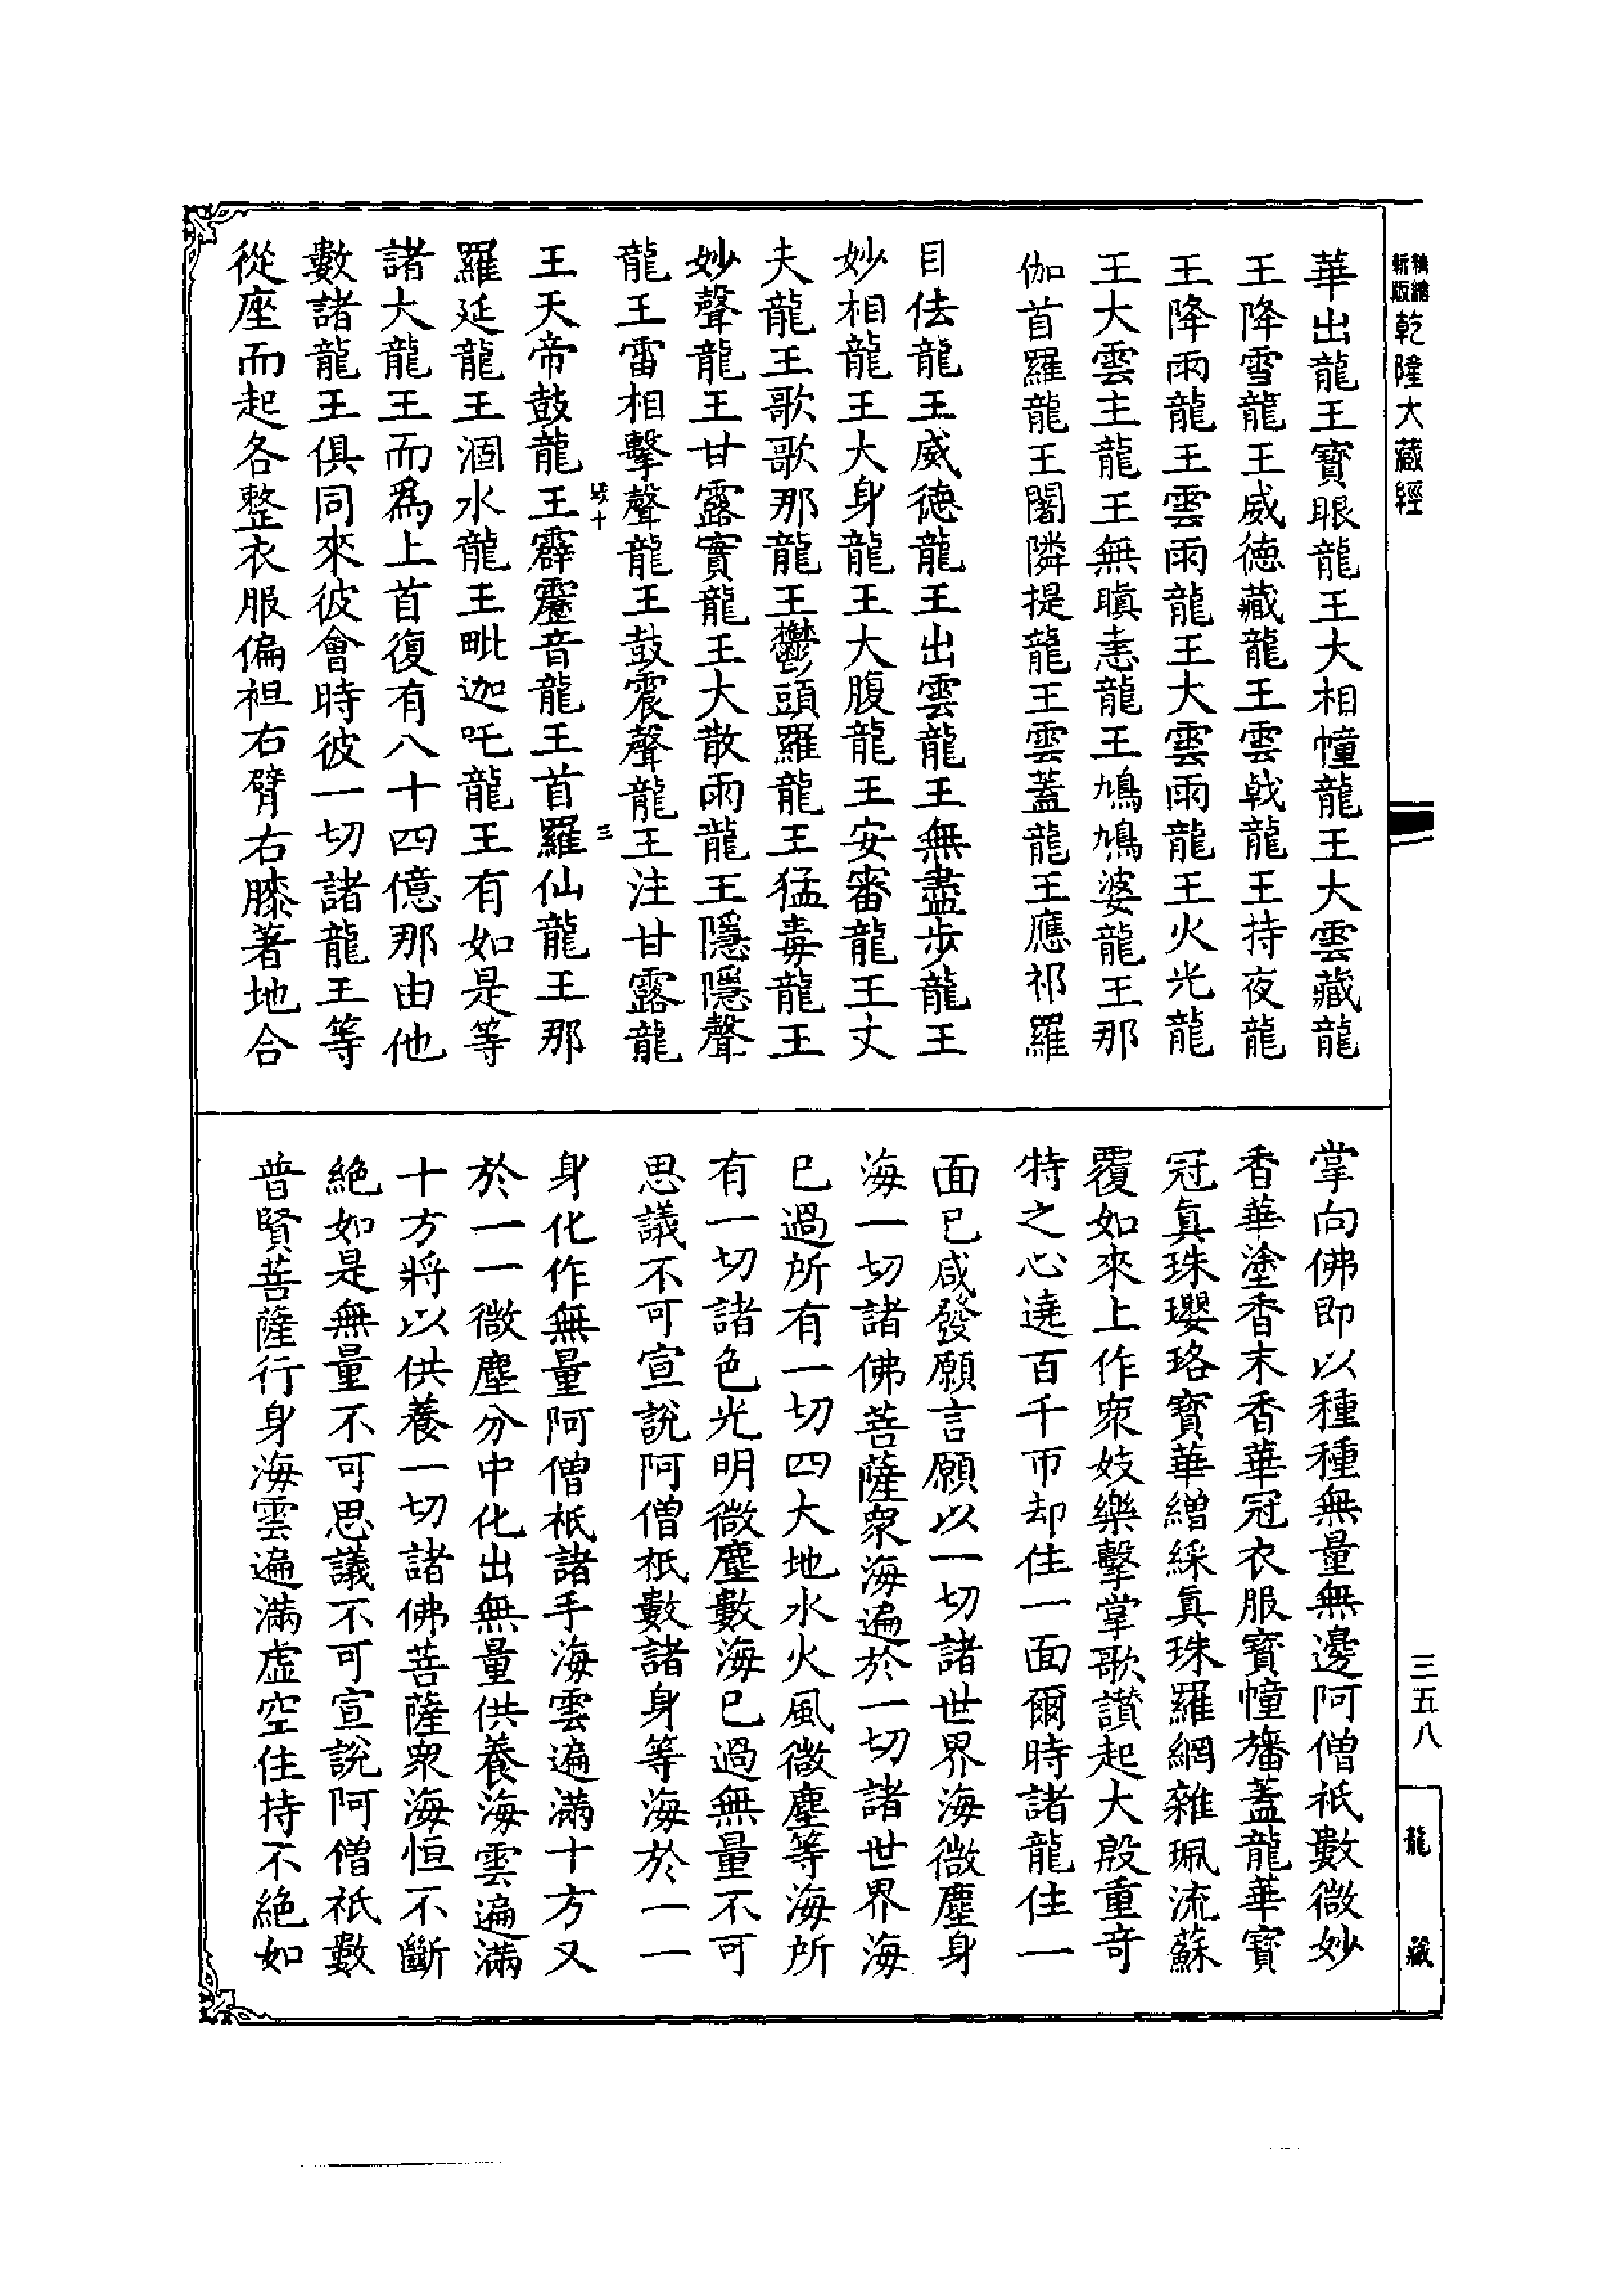 精繕
新版
乾隆大藏經
華出龍王寶眼龍王大相幢龍王大雲藏龍
王降雪龍王威德藏龍王雲戟龍王持夜龍
王降雨龍王雲雨龍王大雲雨龍王火光龍
王大雲主龍王無瞋恚龍王鳩鳩婆龍王那
伽首羅龍王闍隣提龍王雲蓋龍王應祁羅
目佉龍王威德龍王出雲龍王無盡步龍王
妙相龍王大身龍王大腹龍王安審龍王丈
夫龍王歌歌那龍王鬱頭羅龍王猛毒龍王
妙聲龍王甘露實龍王大散雨龍王隱隱聲
龍王雷相擊聲龍王鼓震聲龍王注甘露龍
十 三
王天帝鼓龍王霹靂音龍王首羅仙龍王那
羅延龍王涸水龍王毗迦吒龍王有如是等
諸大龍王而為上首復有八十四億那由他
數諸龍王俱同來彼會時彼一切諸龍王等
從座而起各整衣服偏袒右臂右膝著地合
掌向佛即以種種無量無邊阿僧祇數微妙
香華塗香末香華冠衣服寶幢旛蓋龍華寶
冠真珠瓔珞寶華繒綵真珠羅網雜珮流蘇
覆如來上作眾妓樂擊掌歌讚起大殷重奇
特之心遶百千帀却住一面爾時諸龍住一
面已咸發願言願以一切諸世界海微塵身
海一切諸佛菩薩眾海遍於一切諸世界海
已過所有一切四大地水火風微塵等海所
有一切諸色光明微塵數海已過無量不可
思議不可宣說阿僧祇數諸身等海於一一
身化作無量阿僧祇諸手海雲遍滿十方又
於一一微塵分中化出無量供養海雲遍滿
十方將以供養一切諸佛菩薩眾海恒不斷
絕如是無量不可思議不可宣說阿僧祇數
普賢菩薩行身海雲遍滿虛空住持不絕如
三五八
龍藏